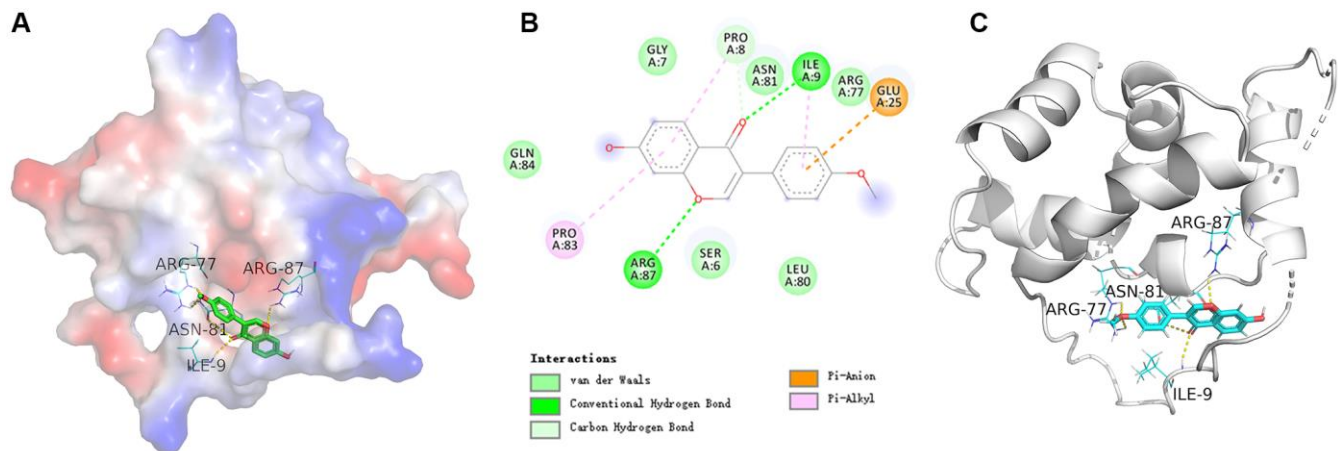 A
ARG-77
ARG-87
ASN-81
ILE-9
B
GLY
A:7
PRO
A:8
ASN
A:81
ILE
A:9
ARG
A:77
GLU
A:25
GLN
A:84
O
O
O
O
PRO
A:83
ARG
A:87
SER
A:6
LEU
A:80
Interactions
van der Waals
Conventional Hydrogen Bond
Carbon Hydrogen Bond
Pi-Anion
Pi-Alkyl
C
ARG-87
ASN-81
ARG-77
ILE-9